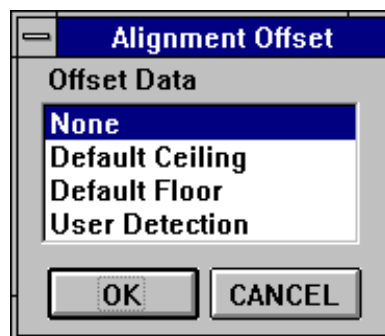 Alignment Offset
Offset Data
None
Default Ceiling
Default Floor
User Detection
OK CANCEL